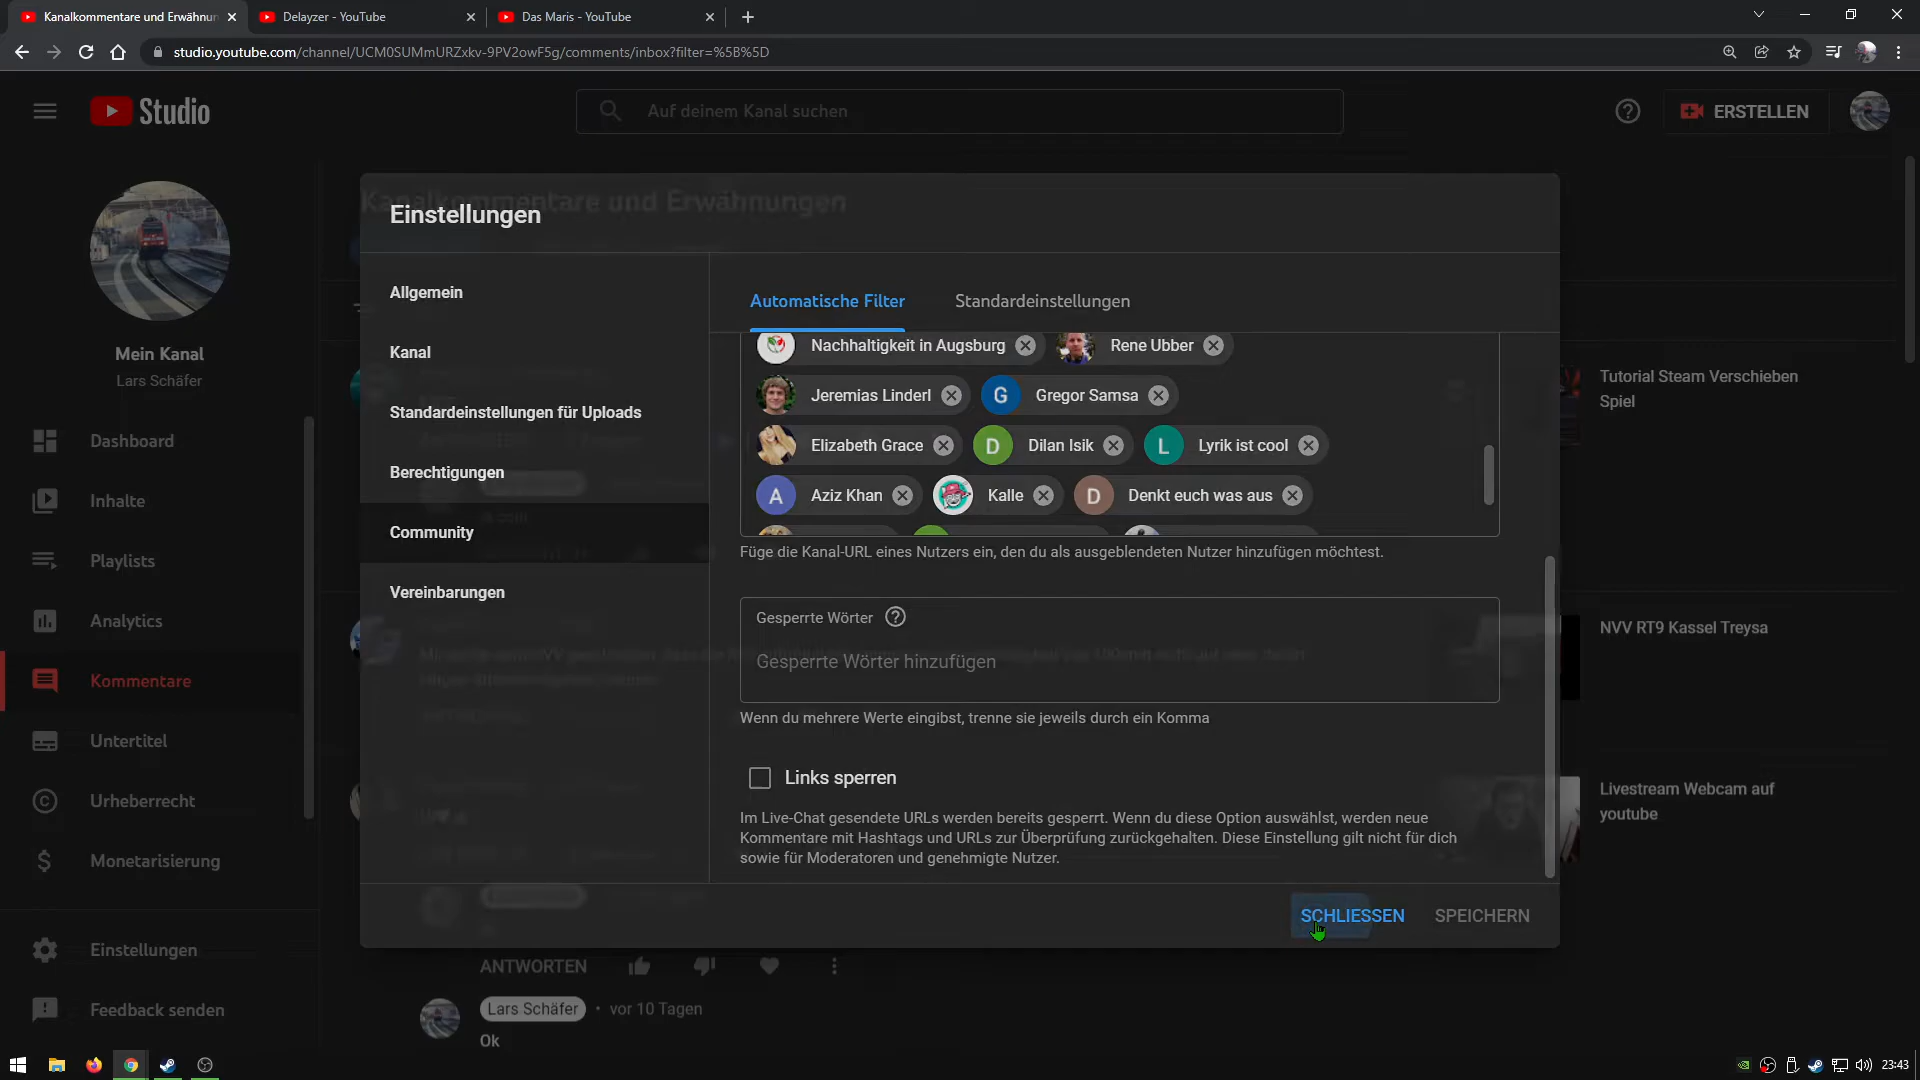 Kanalkommentare und Erwähnun
Delayzer - YouTube
Das Maris - YouTube
studio.youtube.com/channel/UCM0SUMmURZxkv-9PV2owF5g/comments/inbox?filter=%5B%5D
Studio
Auf deinem Kanal suchen
ERSTELLEN
Kanalkommentare und Erwähnungen
Einstellungen
Mein Kanal
Lars Schäfer
Dashboard
Inhalte
Playlists
Analytics
Kommentare
Untertitel
Urheberrecht
Monetarisierung
Einstellungen
Feedback senden
Allgemein
Kanal
Standardeinstellungen für Uploads
Berechtigungen
Community
Vereinbarungen
Automatische Filter
Standardeinstellungen
Nachhaltigkeit in Augsburg
Rene Ubber
Jeremias Linderl
G
Gregor Samsa
Elizabeth Grace
D
Dilan Isik
L
Lyrik ist cool
A
Aziz Khan
Kalle
D
Denkt euch was aus
Füge die Kanal-URL eines Nutzers ein, den du als ausgeblendeten Nutzer hinzufügen möchtest.
Gesperrte Wörter
Gesperrte Wörter hinzufügen
Wenn du mehrere Werte eingibst, trenne sie jeweils durch ein Komma
Links sperren
Im Live-Chat gesendete URLs werden bereits gesperrt. Wenn du diese Option auswählst, werden neue
Kommentare mit Hashtags und URLs zur Überprüfung zurückgehalten. Diese Einstellung gilt nicht für dich
sowie für Moderatoren und genehmigte Nutzer.
SCHLIESSEN
SPEICHERN
Tutorial Steam Verschieben
Spiel
NVV RT9 Kassel Treysa
Livestream Webcam auf
youtube
ANTWORTEN
Lars Schäfer • vor 10 Tagen
Ok
23:43